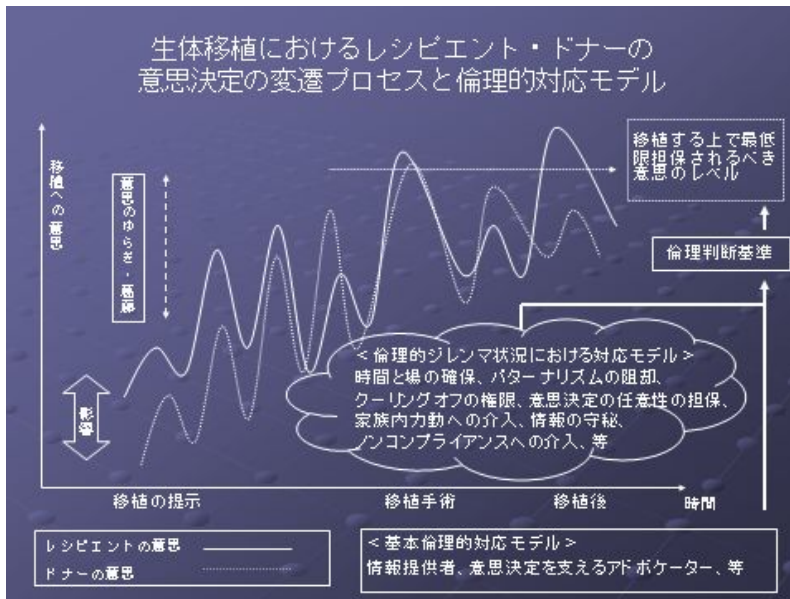 生体移植におけるレシピエント・ドナーの
意思決定の変遷プロセスと倫理的対応モデル
移植への意思
意思のゆらぎ・葛藤
移植する上で最低
限担保されるべき
意思のレベル
倫理判断基準
<倫理的ジレンマ状況における対応モデル>
時間と場の確保、パターナリズムの阻却、
クーリングオフの権限、意思決定の任意性の担保、
家族内力動への介入、情報の守秘、
ノンコンプライアンスへの介入、等
影響
移植の提示
移植手術
移植後
時間
レシピエントの意思
ドナーの意思
<基本倫理的対応モデル>
情報提供者、意思決定を支えるアドボケーター、等